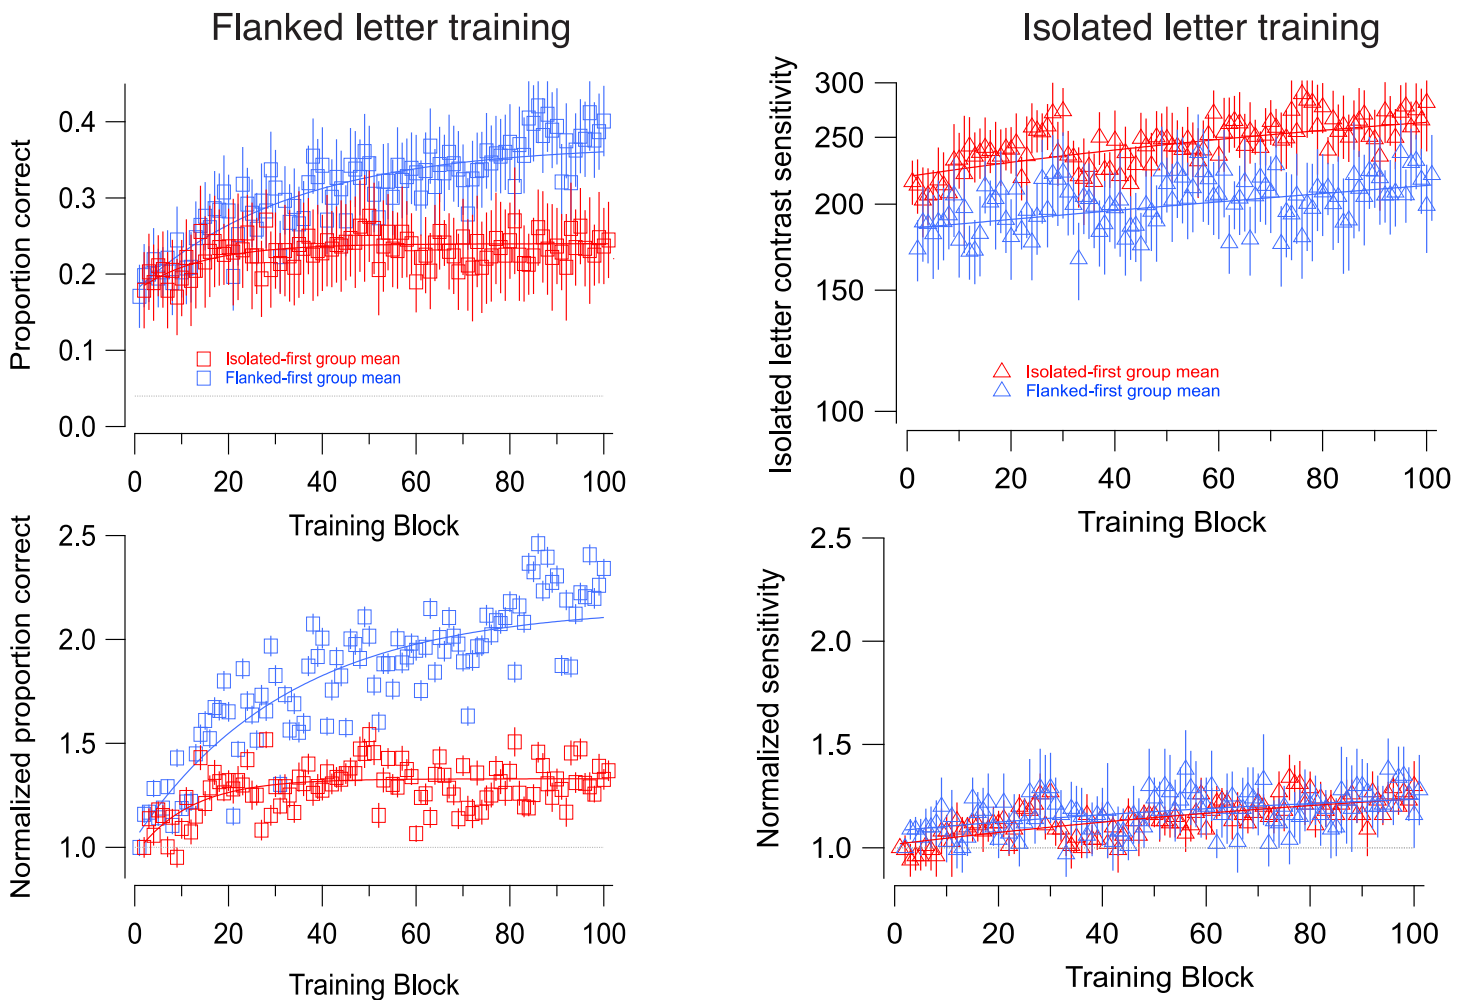 Flanked letter training
Isolated letter training
Proportion correct
0.4
0.3
0.2
0.1
0.0
Isolated-first group mean
Flanked-first group mean
0 20 40 60 80 100
Training Block
Isolated letter contrast sensitivity
300
250
200
150
100
Isolated-first group mean
Flanked-first group mean
0 20 40 60 80 100
Training Block
Normalized proportion correct
2.5
2.0
1.5
1.0
0 20 40 60 80 100
Training Block
Normalized sensitivity
2.5
2.0
1.5
1.0
0 20 40 60 80 100
Training Block